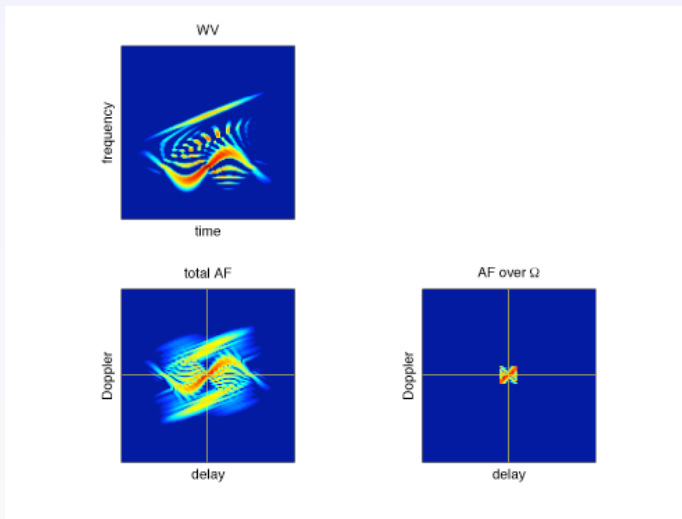 WV
frequency
time
total AF
Doppler
delay
AF over Ω
Doppler
delay